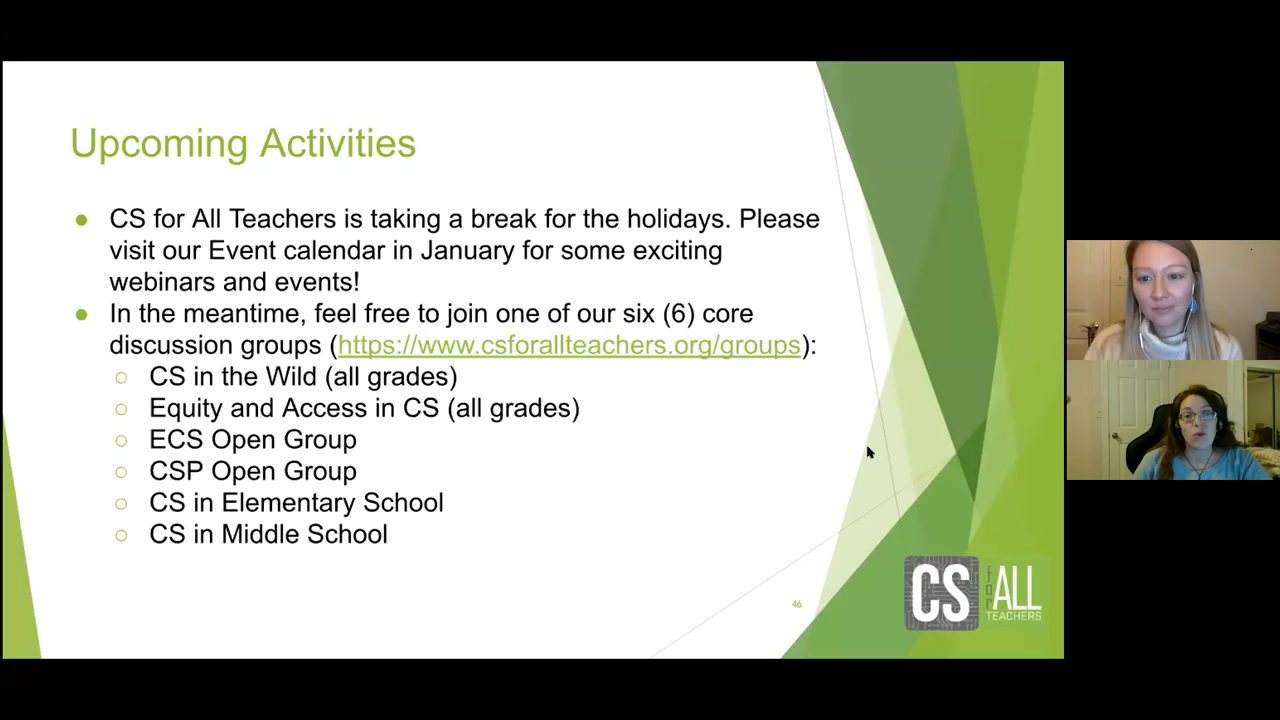 Upcoming Activities
● CS for All Teachers is taking a break for the holidays. Please
visit our Event calendar in January for some exciting
webinars and events!
● In the meantime, feel free to join one of our six (6) core
discussion groups (https://www.csforallteachers.org/groups):
○ CS in the Wild (all grades)
○ Equity and Access in CS (all grades)
○ ECS Open Group
○ CSP Open Group
○ CS in Elementary School
○ CS in Middle School
46
CS for ALL
TEACHERS